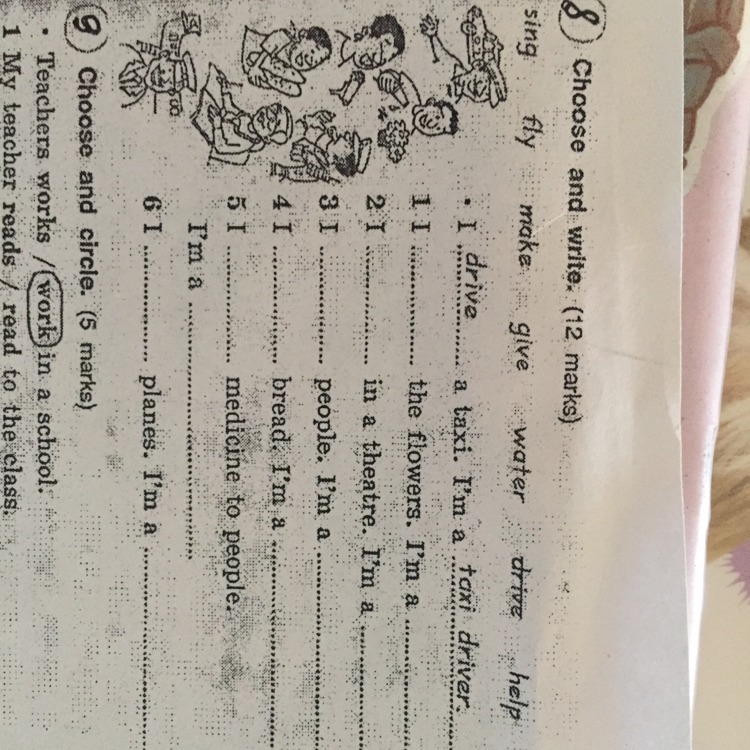 8 Choose and write. (12 marks)
sing fly make give water drive help
• I drive a taxi. I'm a taxi driver.
1 I .............. the flowers. I'm a ..............
2 I .............. in a theatre. I'm a ..............
3 I .............. people. I'm a ..............
4 I .............. bread. I'm a ..............
5 I .............. medicine to people.
I'm a ..............
6 I .............. planes. I'm a ..............
9 Choose and circle. (5 marks)
• Teachers works / work in a school.
1 My teacher reads / read to the class.